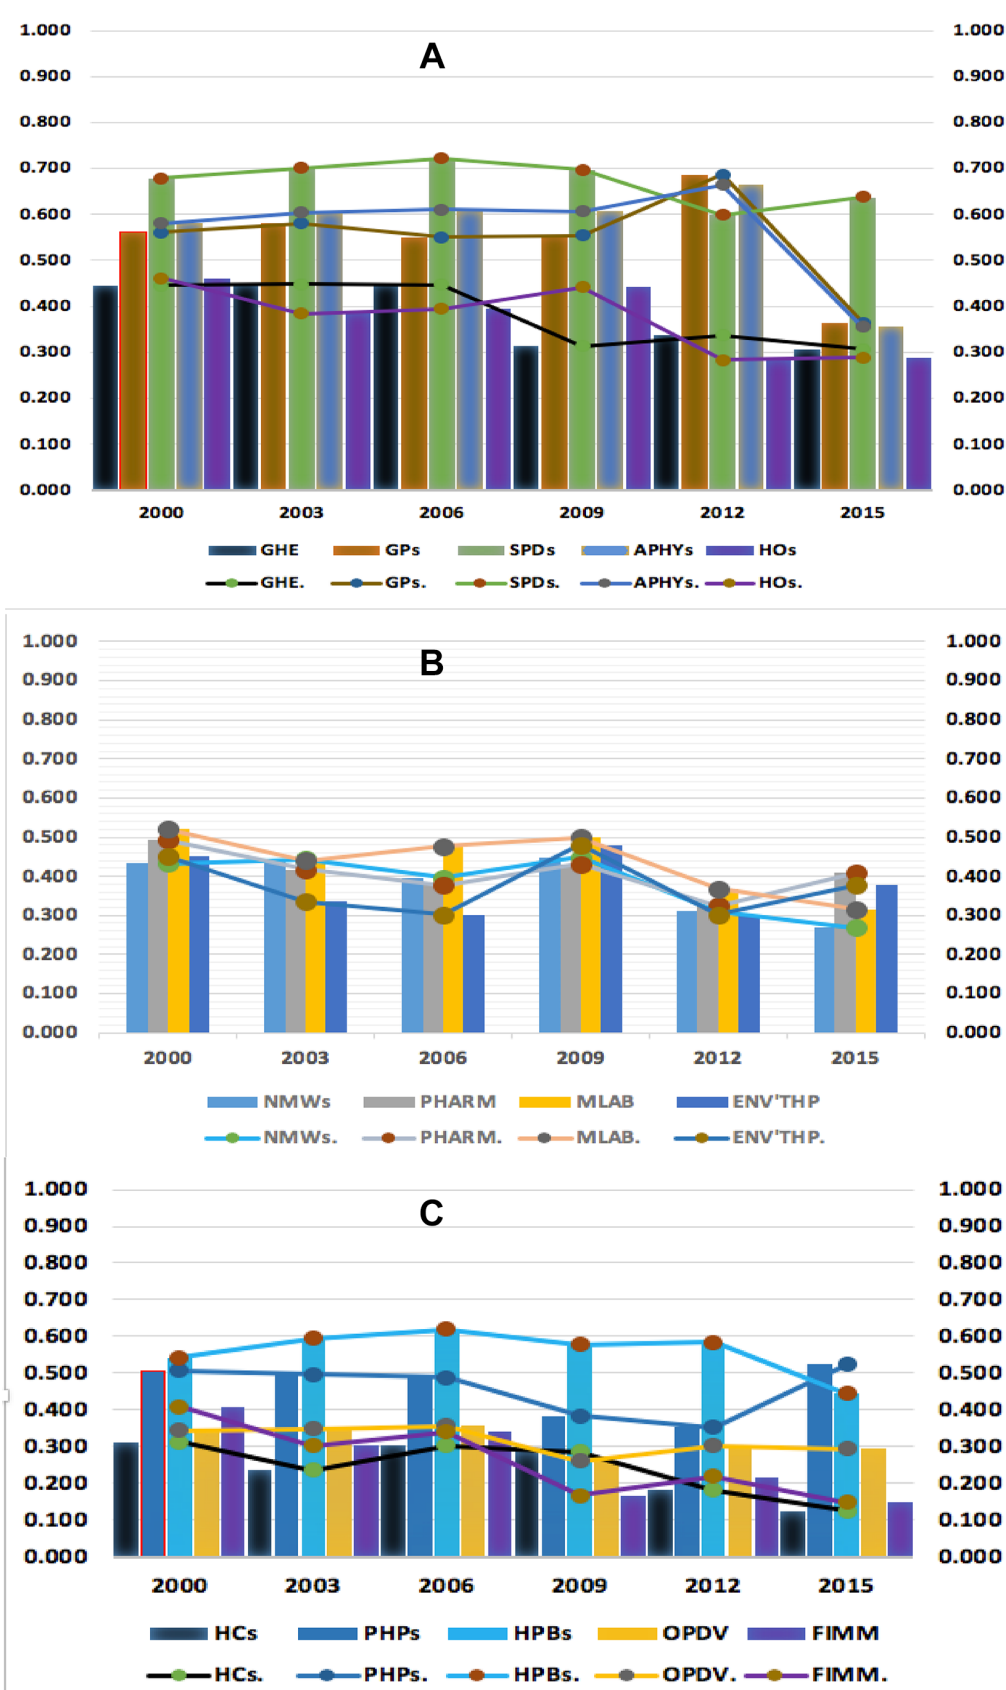 A
1.000 1.000
0.900 0.900
0.800 0.800
0.700 0.700
0.600 0.600
0.500 0.500
0.400 0.400
0.300 0.300
0.200 0.200
0.100 0.100
0.000 0.000
2000 2003 2006 2009 2012 2015
GHE GPs SPDs APHYs HOs
GHE. GPs. SPDs. APHYs. HOs.
B
1.000 1.000
0.900 0.900
0.800 0.800
0.700 0.700
0.600 0.600
0.500 0.500
0.400 0.400
0.300 0.300
0.200 0.200
0.100 0.100
0.000 0.000
2000 2003 2006 2009 2012 2015
NMWs PHARM MLAB ENV'THP
NMWs. PHARM. MLAB. ENV'THP.
C
1.000 1.000
0.900 0.900
0.800 0.800
0.700 0.700
0.600 0.600
0.500 0.500
0.400 0.400
0.300 0.300
0.200 0.200
0.100 0.100
0.000 0.000
2000 2003 2006 2009 2012 2015
HCs PHPs HPBs OPDV FIMM
HCs. PHPs. HPBs. OPDV. FIMM.